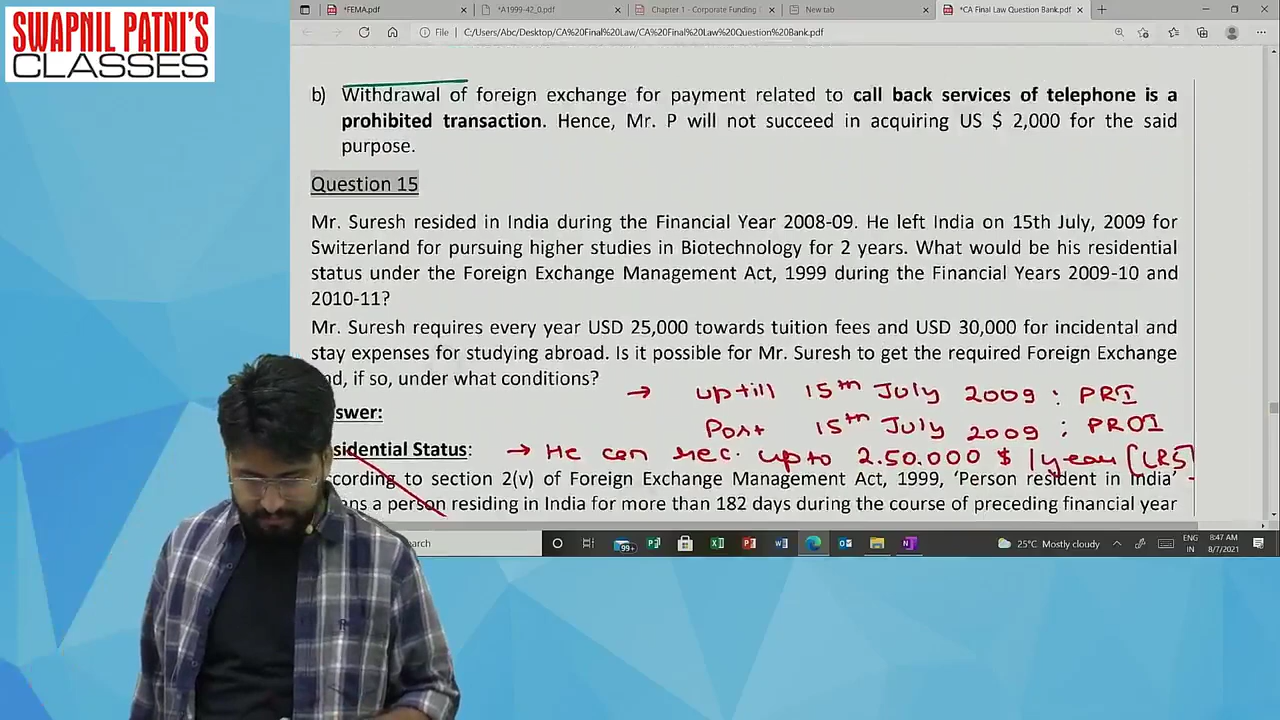 SWAPNIL PATNI'S
CLASSES
*FEMA.pdf
*A1999-42_0.pdf
Chapter 1 - Corporate Funding
New tab
*CA Final Law Question Bank.pdf
File
C:/Users/Abc/Desktop/CA%20Final%20Law/CA%20Final%20Law%20Question%20Bank.pdf
b) Withdrawal of foreign exchange for payment related to call back services of telephone is a
prohibited transaction. Hence, Mr. P will not succeed in acquiring US $ 2,000 for the said
purpose.
Question 15
Mr. Suresh resided in India during the Financial Year 2008-09. He left India on 15th July, 2009 for
Switzerland for pursuing higher studies in Biotechnology for 2 years. What would be his residential
status under the Foreign Exchange Management Act, 1999 during the Financial Years 2009-10 and
2010-11?
Mr. Suresh requires every year USD 25,000 towards tuition fees and USD 30,000 for incidental and
stay expenses for studying abroad. Is it possible for Mr. Suresh to get the required Foreign Exchange
nd, if so, under what conditions?
→ uptill 15th July 2009 : PRI
swer:
Post 15th July 2009 : PROI
sidential Status:
→ He can rec. upto 2.50.000 $ / year (LRS)
cording to section 2(v) of Foreign Exchange Management Act, 1999, 'Person resident in India'
ns a person residing in India for more than 182 days during the course of preceding financial year
earch
99+
25°C Mostly cloudy
ENG
IN
8:47 AM
8/7/2021